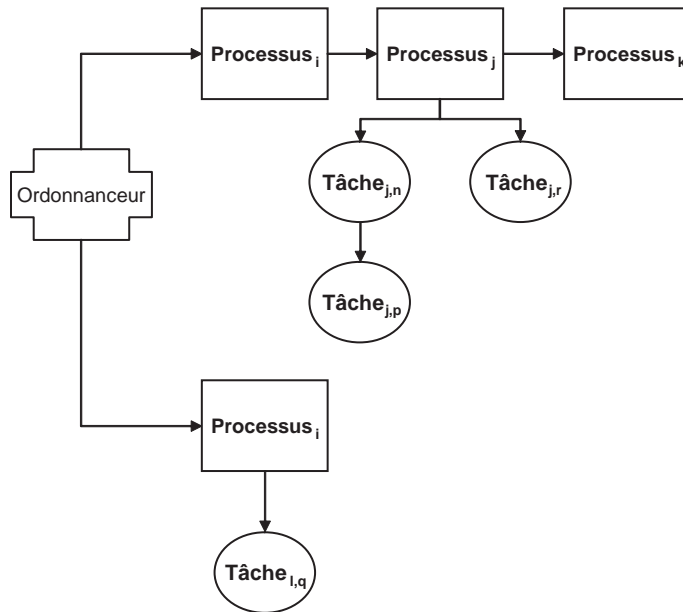 Processus i
Processus j
Processus k
Ordonnanceur
Tâche j,n
Tâche j,r
Tâche j,p
Processus i
Tâche l,q